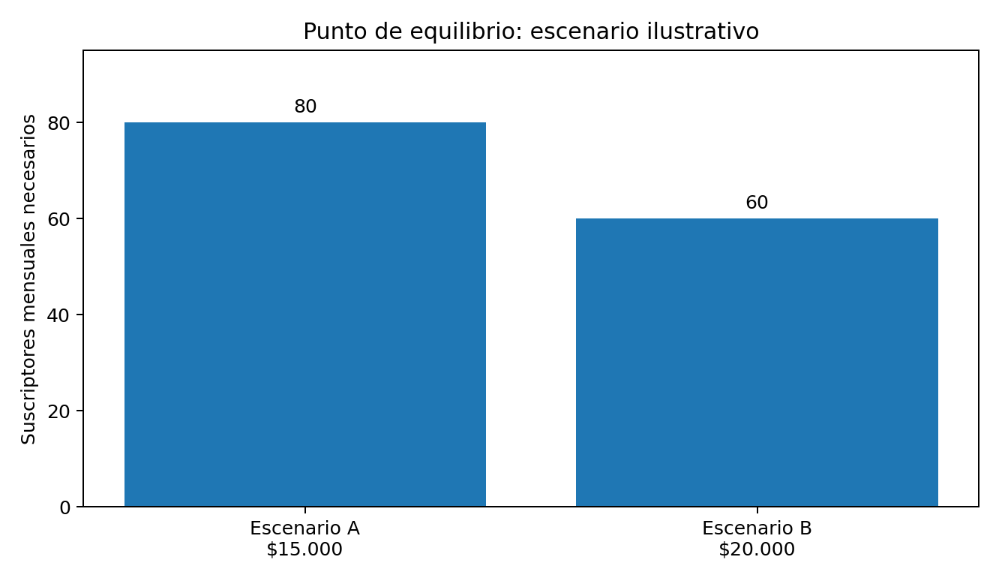 Punto de equilibrio: escenario ilustrativo
Suscriptores mensuales necesarios
80
60
40
20
0
80
60
Escenario A
$15.000
Escenario B
$20.000